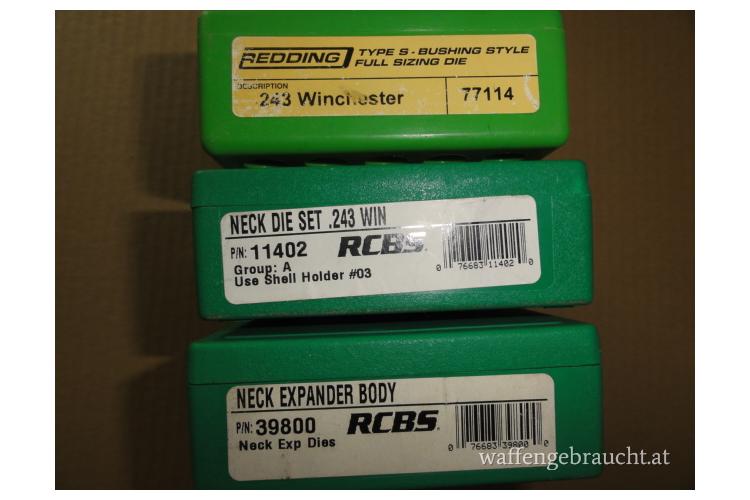 REDDING TYPE S - BUSHING STYLE
FULL SIZING DIE
DESCRIPTION
.243 Winchester 77114
NECK DIE SET .243 WIN
P/N: 11402 RCBS.
Group: A
Use Shell Holder #03
0 76683 11402 0
NECK EXPANDER BODY
P/N: 39800 RCBS.
Neck Exp Dies
0 76683 39800 0
waffengebraucht.at